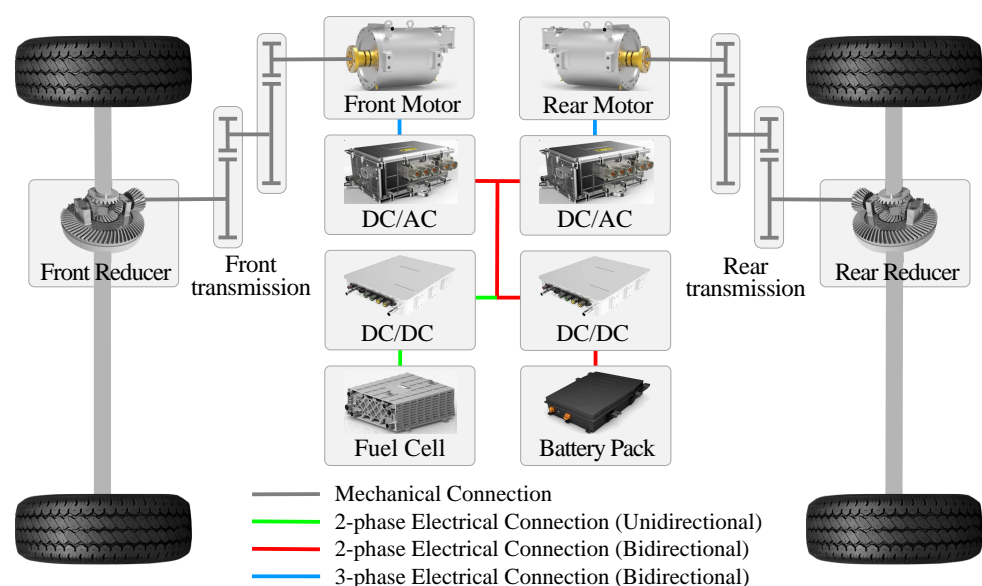 Front Motor
Rear Motor
DC/AC
DC/AC
Front Reducer
Front
transmission
Rear
transmission
Rear Reducer
DC/DC
DC/DC
Fuel Cell
Battery Pack
Mechanical Connection
2-phase Electrical Connection (Unidirectional)
2-phase Electrical Connection (Bidirectional)
3-phase Electrical Connection (Bidirectional)